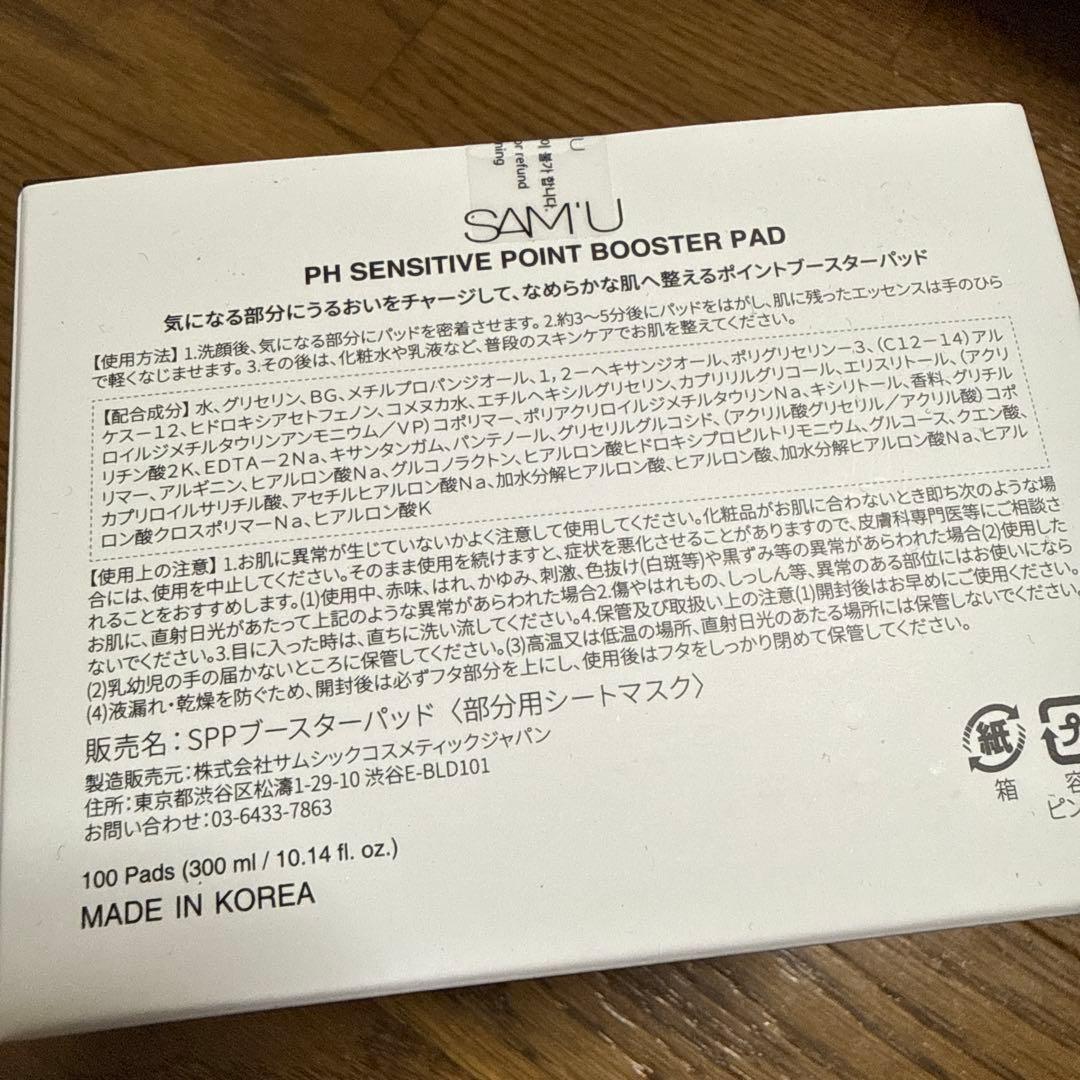 U
이 불가 합니다.
or refund
ning
SAM'U
PH SENSITIVE POINT BOOSTER PAD
気になる部分にうるおいをチャージして、なめらかな肌へ整えるポイントブースターパッド
【使用方法】1.洗顔後、気になる部分にパッドを密着させます。2.約3〜5分後にパッドをはがし、肌に残ったエッセンスは手のひら
で軽くなじませます。3.その後は、化粧水や乳液など、普段のスキンケアでお肌を整えてください。
【配合成分】水、グリセリン、BG、メチルプロパンジオール、1,2－ヘキサンジオール、ポリグリセリン－3、(C12－14)アル
ケス－12、ヒドロキシアセトフェノン、コメヌカ水、エチルヘキシルグリセリン、カプリリルグリコール、エリスリトール、(アクリ
ロイルジメチルタウリンアンモニウム／VP)コポリマー、ポリアクリロイルジメチルタウリンNa、キシリトール、香料、グリチル
リチン酸2K、EDTA－2Na、キサンタンガム、パンテノール、グリセリルグルコシド、(アクリル酸グリセリル／アクリル酸)コポ
リマー、アルギニン、ヒアルロン酸Na、グルコノラクトン、ヒアルロン酸ヒドロキシプロピルトリモニウム、グルコース、クエン酸、
カプリロイルサリチル酸、アセチルヒアルロン酸Na、加水分解ヒアルロン酸、ヒアルロン酸、加水分解ヒアルロン酸Na、ヒアル
ロン酸クロスポリマーNa、ヒアルロン酸K
【使用上の注意】1.お肌に異常が生じていないかよく注意して使用してください。化粧品がお肌に合わないとき即ち次のような場
合には、使用を中止してください。そのまま使用を続けますと、症状を悪化させることがありますので、皮膚科専門医等にご相談さ
れることをおすすめします。(1)使用中、赤味、はれ、かゆみ、刺激、色抜け(白斑等)や黒ずみ等の異常があらわれた場合(2)使用した
お肌に、直射日光があたって上記のような異常があらわれた場合2.傷やはれもの、しっしん等、異常のある部位にはお使いになら
ないでください。3.目に入った時は、直ちに洗い流してください。4.保管及び取扱い上の注意(1)開封後はお早めにご使用ください。
(2)乳幼児の手の届かないところに保管してください。(3)高温又は低温の場所、直射日光のあたる場所には保管しないでください。
(4)液漏れ・乾燥を防ぐため、開封後は必ずフタ部分を上にし、使用後はフタをしっかり閉めて保管してください。
販売名：SPPブースターパッド〈部分用シートマスク〉
製造販売元：株式会社サムシックコスメティックジャパン
住所：東京都渋谷区松濤1-29-10 渋谷E-BLD101
お問い合わせ：03-6433-7863
100 Pads (300 ml / 10.14 fl. oz.)
MADE IN KOREA
紙
箱
プ
容
ピン